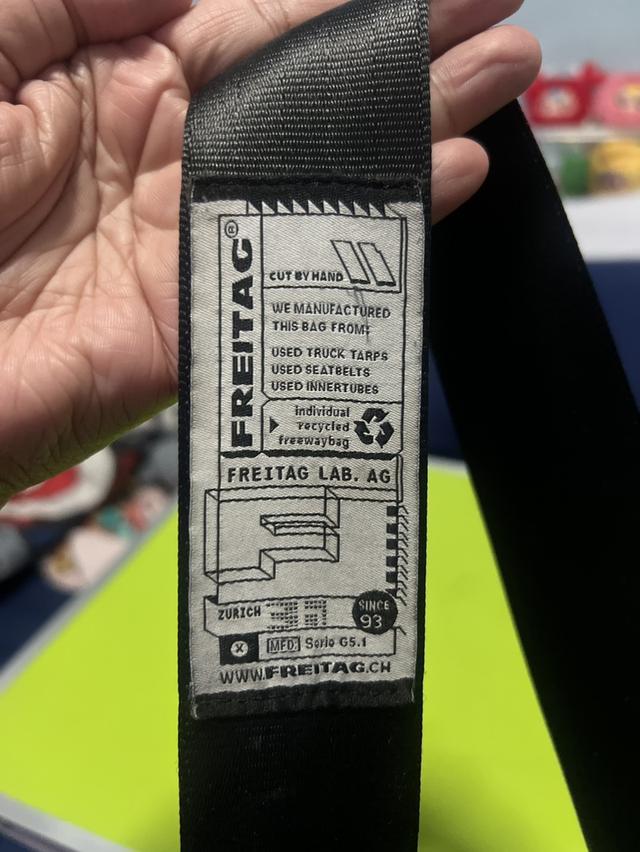 FREITAG®
CUT BY HAND
WE MANUFACTURED
THIS BAG FROM:
USED TRUCK TARPS
USED SEATBELTS
USED INNERTUBES
individual
recycled
freewaybag
FREITAG LAB. AG
ZURICH
SINCE
93
X
MFD: Serie G5.1
WWW.FREITAG.CH